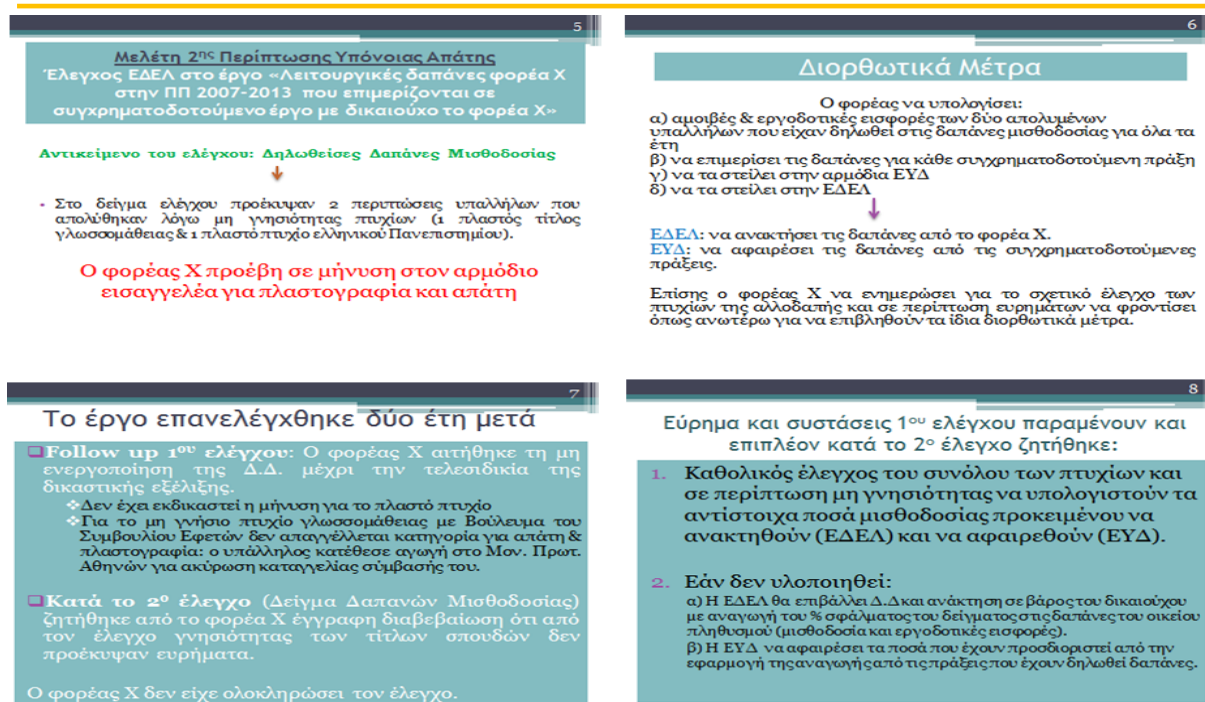 5
Μελέτη 2ης Περίπτωσης Υπόνοιας Απάτης
Έλεγχος ΕΔΕΛ στο έργο «Λειτουργικές δαπάνες φορέα Χ
στην ΠΠ 2007-2013 που επιμερίζονται σε
συγχρηματοδοτούμενο έργο με δικαιούχο το φορέα Χ»
Αντικείμενο του ελέγχου: Δηλωθείσες Δαπάνες Μισθοδοσίας
• Στο δείγμα ελέγχου προέκυψαν 2 περιπτώσεις υπαλλήλων που
απολύθηκαν λόγω μη γνησιότητας πτυχίων (1 πλαστός τίτλος
γλωσσομάθειας & 1 πλαστό πτυχίο ελληνικού Πανεπιστημίου).
Ο φορέας Χ προέβη σε μήνυση στον αρμόδιο
εισαγγελέα για πλαστογραφία και απάτη
6
Διορθωτικά Μέτρα
Ο φορέας να υπολογίσει:
α) αμοιβές & εργοδοτικές εισφορές των δύο απολυμένων
υπαλλήλων που είχαν δηλωθεί στις δαπάνες μισθοδοσίας για όλα τα
έτη
β) να επιμερίσει τις δαπάνες για κάθε συγχρηματοδοτούμενη πράξη
γ) να τα στείλει στην αρμόδια ΕΥΔ
δ) να τα στείλει στην ΕΔΕΛ
ΕΔΕΛ: να ανακτήσει τις δαπάνες από το φορέα Χ.
ΕΥΔ: να αφαιρέσει τις δαπάνες από τις συγχρηματοδοτούμενες
πράξεις.
Επίσης ο φορέας Χ να ενημερώσει για το σχετικό έλεγχο των
πτυχίων της αλλοδαπής και σε περίπτωση ευρημάτων να φροντίσει
όπως ανωτέρω για να επιβληθούν τα ίδια διορθωτικά μέτρα.
7
Το έργο επανελέγχθηκε δύο έτη μετά
Follow up 1ου ελέγχου: Ο φορέας Χ αιτήθηκε τη μη
ενεργοποίηση της Δ.Δ. μέχρι την τελεσιδικία της
δικαστικής εξέλιξης.
Δεν έχει εκδικαστεί η μήνυση για το πλαστό πτυχίο
Για το μη γνήσιο πτυχίο γλωσσομάθειας με Βούλευμα του
Συμβουλίου Εφετών δεν απαγγέλλεται κατηγορία για απάτη &
πλαστογραφία: ο υπάλληλος κατέθεσε αγωγή στο Μον. Πρωτ.
Αθηνών για ακύρωση καταγγελίας σύμβασής του.
Κατά το 2ο έλεγχο (Δείγμα Δαπανών Μισθοδοσίας)
ζητήθηκε από το φορέα Χ έγγραφη διαβεβαίωση ότι από
τον έλεγχο γνησιότητας των τίτλων σπουδών δεν
προέκυψαν ευρήματα.
Ο φορέας Χ δεν είχε ολοκληρώσει τον έλεγχο.
8
Εύρημα και συστάσεις 1ου ελέγχου παραμένουν και
επιπλέον κατά το 2ο έλεγχο ζητήθηκε:
1. Καθολικός έλεγχος του συνόλου των πτυχίων και
σε περίπτωση μη γνησιότητας να υπολογιστούν τα
αντίστοιχα ποσά μισθοδοσίας προκειμένου να
ανακτηθούν (ΕΔΕΛ) και να αφαιρεθούν (ΕΥΔ).
2. Εάν δεν υλοποιηθεί:
α) Η ΕΔΕΛ θα επιβάλλει Δ.Δ και ανάκτηση σε βάρος του δικαιούχου
με αναγωγή του % σφάλματος του δείγματος στις δαπάνες του οικείου
πληθυσμού (μισθοδοσία και εργοδοτικές εισφορές).
β) Η ΕΥΔ να αφαιρέσει τα ποσά που έχουν προσδιοριστεί από την
εφαρμογή της αναγωγής από τις πράξεις που έχουν δηλωθεί δαπάνες.